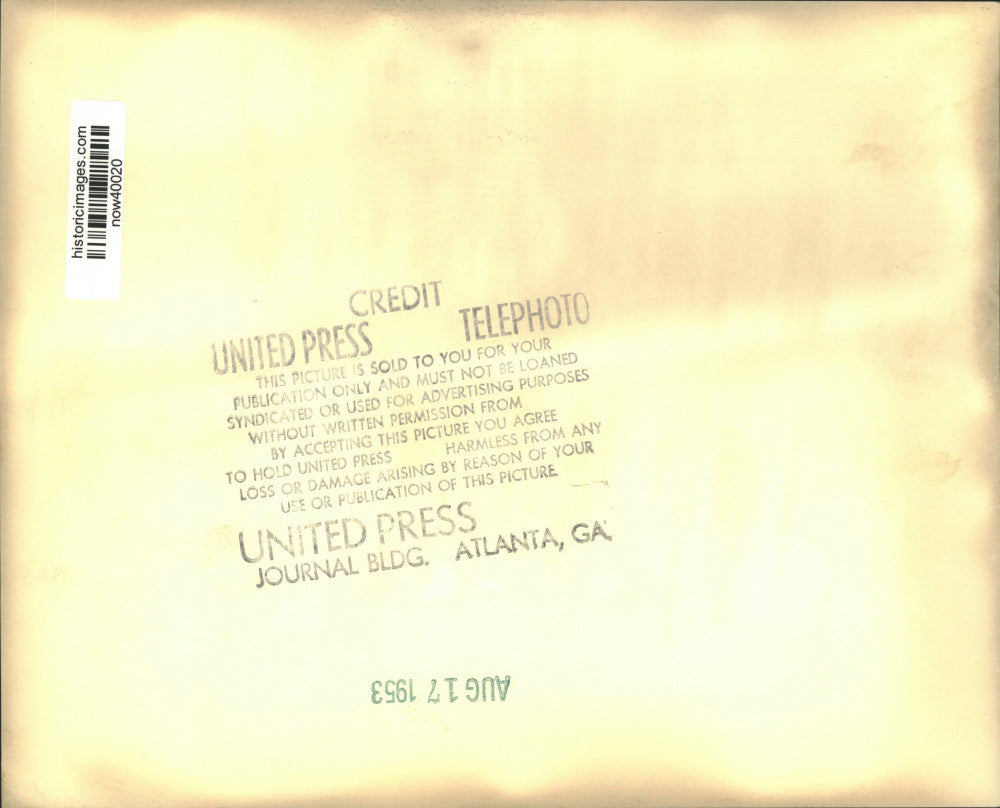 historicimages.com
now40020
CREDIT
UNITED PRESS TELEPHOTO
THIS PICTURE IS SOLD TO YOU FOR YOUR
PUBLICATION ONLY AND MUST NOT BE LOANED
SYNDICATED OR USED FOR ADVERTISING PURPOSES
WITHOUT WRITTEN PERMISSION FROM
BY ACCEPTING THIS PICTURE YOU AGREE
TO HOLD UNITED PRESS HARMLESS FROM ANY
LOSS OR DAMAGE ARISING BY REASON OF YOUR
USE OR PUBLICATION OF THIS PICTURE.
UNITED PRESS
JOURNAL BLDG. ATLANTA, GA.
AUG 17 1953